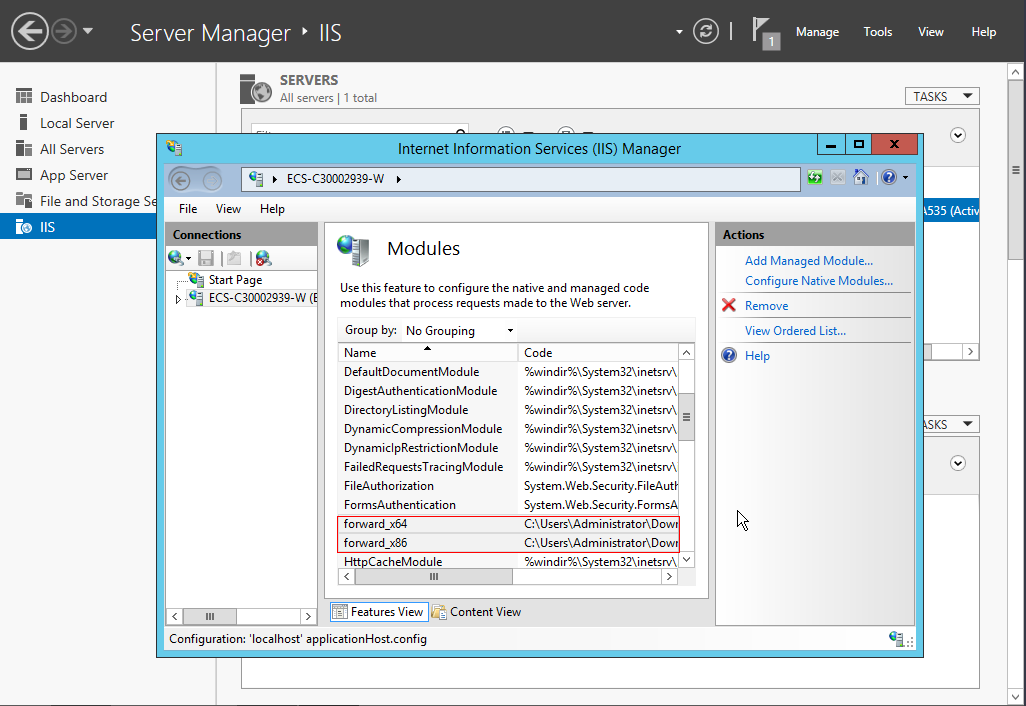 Server Manager ‣ IIS
1
Manage Tools View Help
Dashboard
Local Server
All Servers
App Server
File and Storage Se
IIS
SERVERS
All servers | 1 total
TASKS
Internet Information Services (IIS) Manager
ECS-C30002939-W
File View Help
Connections
Start Page
ECS-C30002939-W (E
Modules
Use this feature to configure the native and managed code
modules that process requests made to the Web server.
Group by: No Grouping
Name Code
DefaultDocumentModule %windir%\System32\inetsrv\
DigestAuthenticationModule %windir%\System32\inetsrv\
DirectoryListingModule %windir%\System32\inetsrv\
DynamicCompressionModule %windir%\System32\inetsrv\
DynamicIpRestrictionModule %windir%\System32\inetsrv\
FailedRequestsTracingModule %windir%\System32\inetsrv\
FileAuthorization System.Web.Security.FileAuth
FormsAuthentication System.Web.Security.FormsA
forward_x64 C:\Users\Administrator\Down
forward_x86 C:\Users\Administrator\Down
HttpCacheModule %windir%\System32\inetsrv\
Features View Content View
Configuration: 'localhost' applicationHost.config
Actions
Add Managed Module...
Configure Native Modules...
Remove
View Ordered List...
Help
A535 (Activ
ASKS